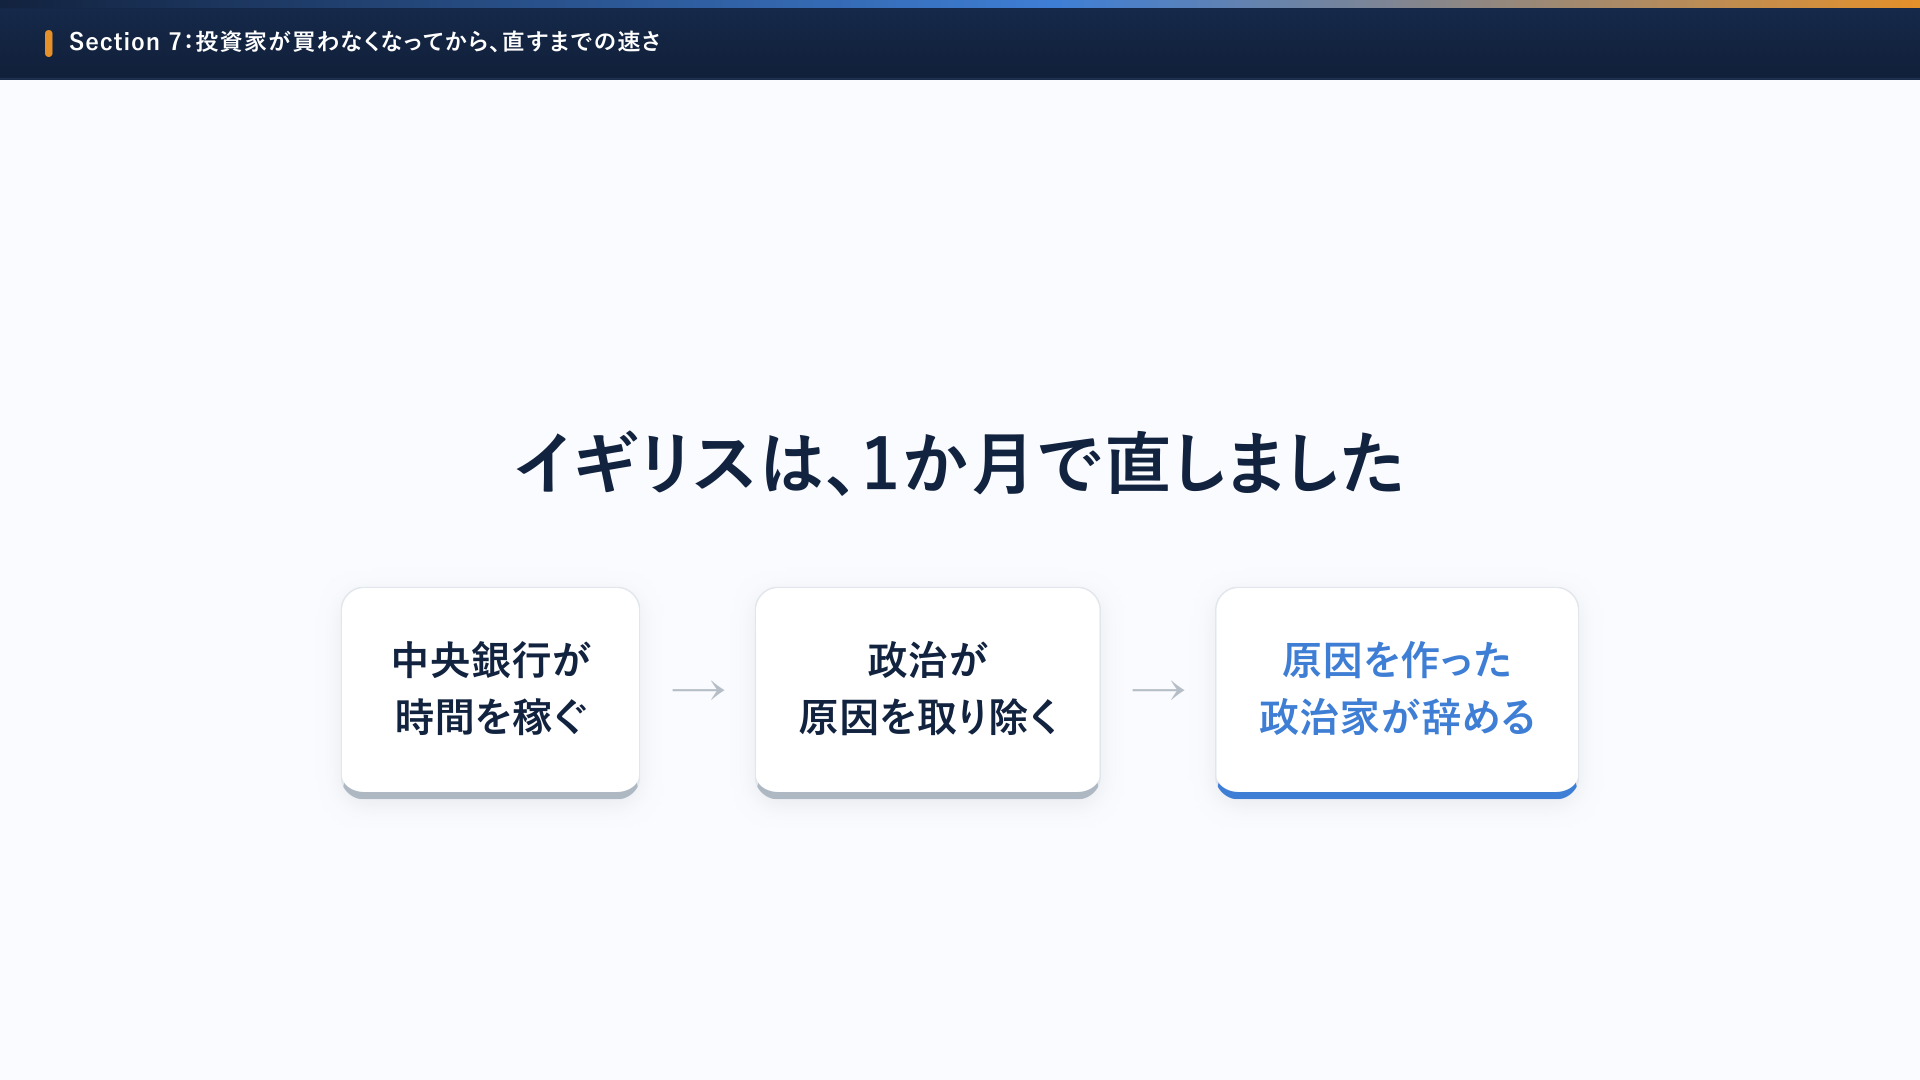 Section 7：投資家が買わなくなってから、直すまでの速さ
イギリスは、1か月で直しました
中央銀行が
時間を稼ぐ
→
政治が
原因を取り除く
→
原因を作った
政治家が辞める